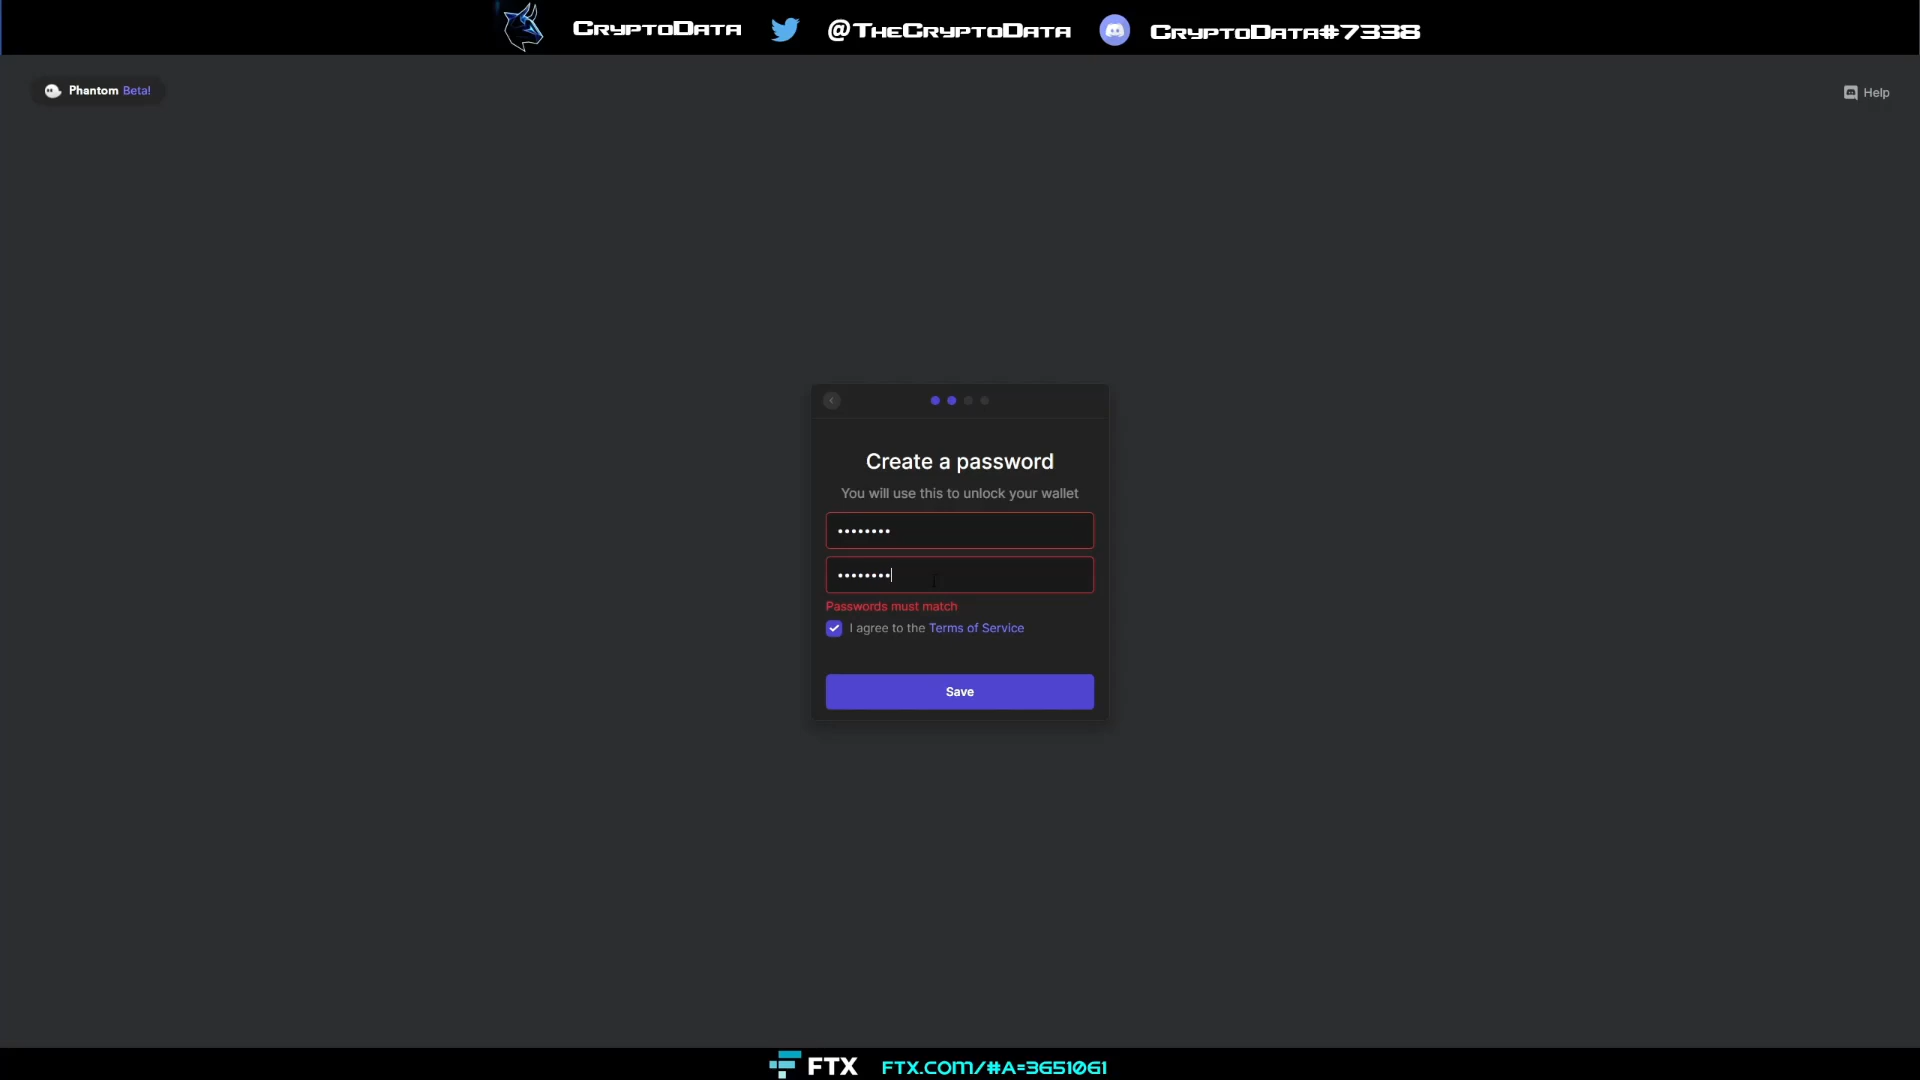 CryptoData @TheCryptoData CryptoData#7338
Phantom Beta!
Help
Create a password
You will use this to unlock your wallet
••••••••
••••••••
Passwords must match
I agree to the Terms of Service
Save
FTX FTX.com/#a=3651061